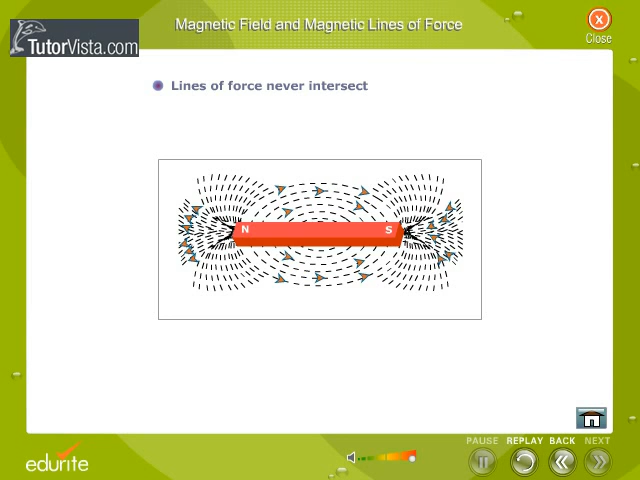 Magnetic Field and Magnetic Lines of Force
X
Close
TutorVista.com
Lines of force never intersect
N
S
PAUSE REPLAY BACK NEXT
edurite